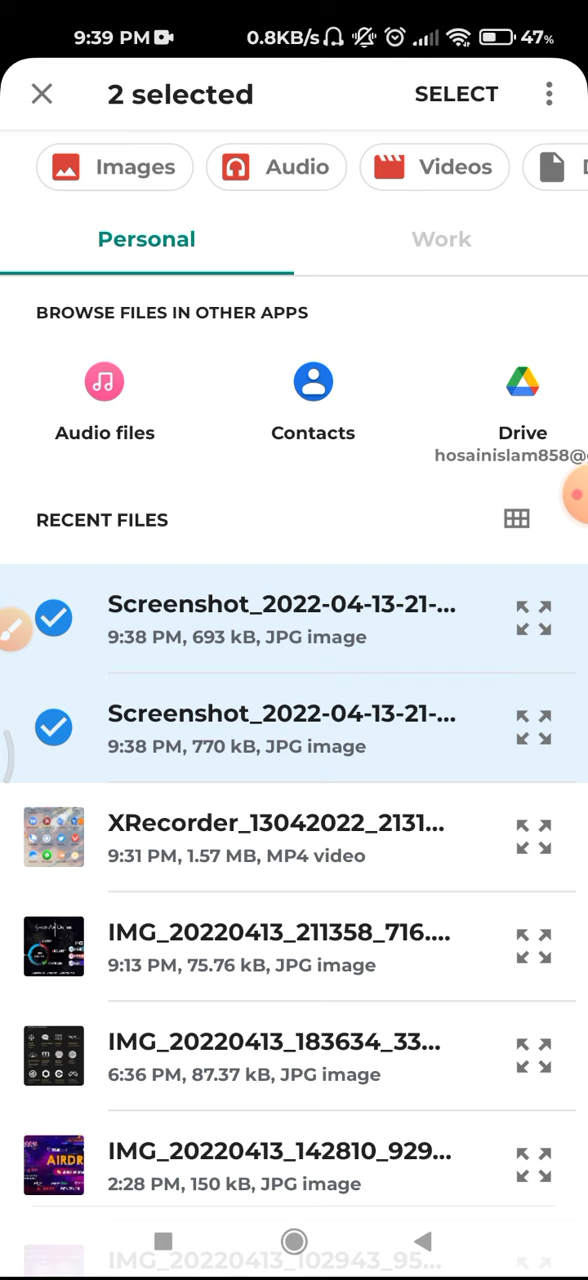 9:39 PM 0.8KB/s 47%
2 selected SELECT
Images Audio Videos
Personal Work
BROWSE FILES IN OTHER APPS
Audio files Contacts Drive
hosainislam858@
RECENT FILES
Screenshot_2022-04-13-21-...
9:38 PM, 693 kB, JPG image
Screenshot_2022-04-13-21-...
9:38 PM, 770 kB, JPG image
XRecorder_13042022_2131...
9:31 PM, 1.57 MB, MP4 video
IMG_20220413_211358_716....
9:13 PM, 75.76 kB, JPG image
IMG_20220413_183634_33...
6:36 PM, 87.37 kB, JPG image
IMG_20220413_142810_929...
2:28 PM, 150 kB, JPG image
IMG_20220413_102943_95...